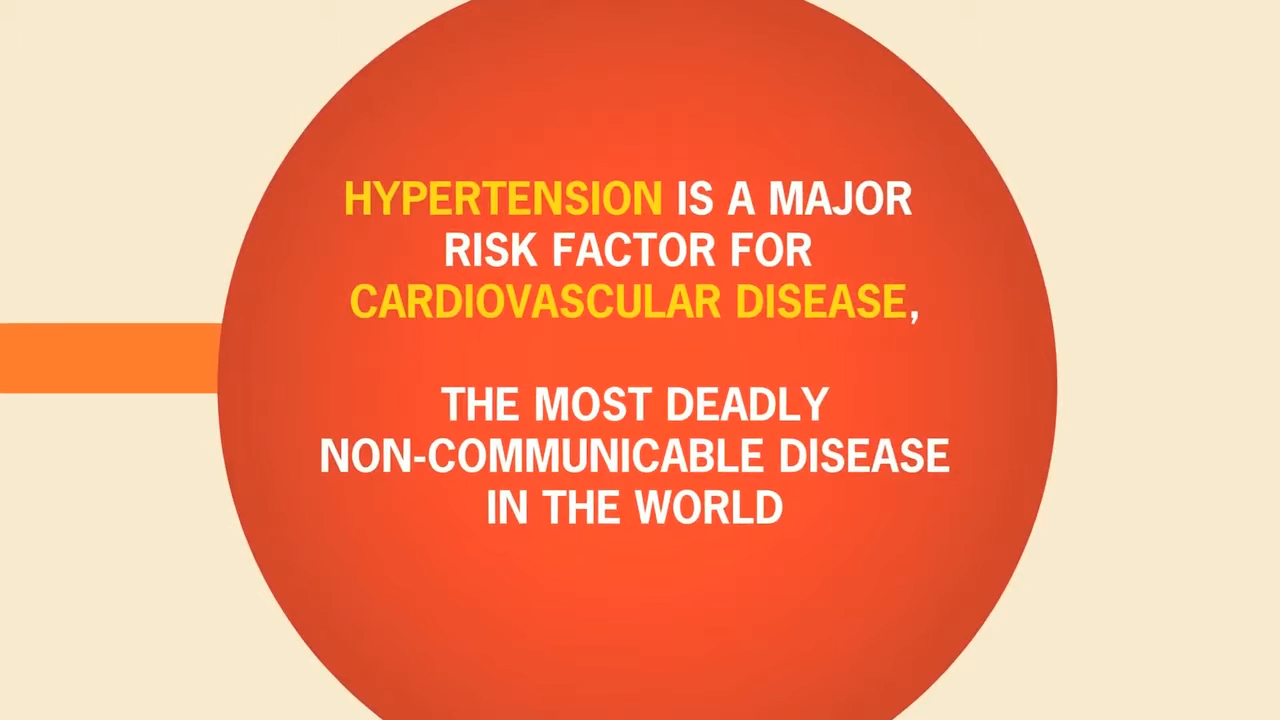 HYPERTENSION IS A MAJOR
RISK FACTOR FOR
CARDIOVASCULAR DISEASE,
THE MOST DEADLY
NON-COMMUNICABLE DISEASE
IN THE WORLD